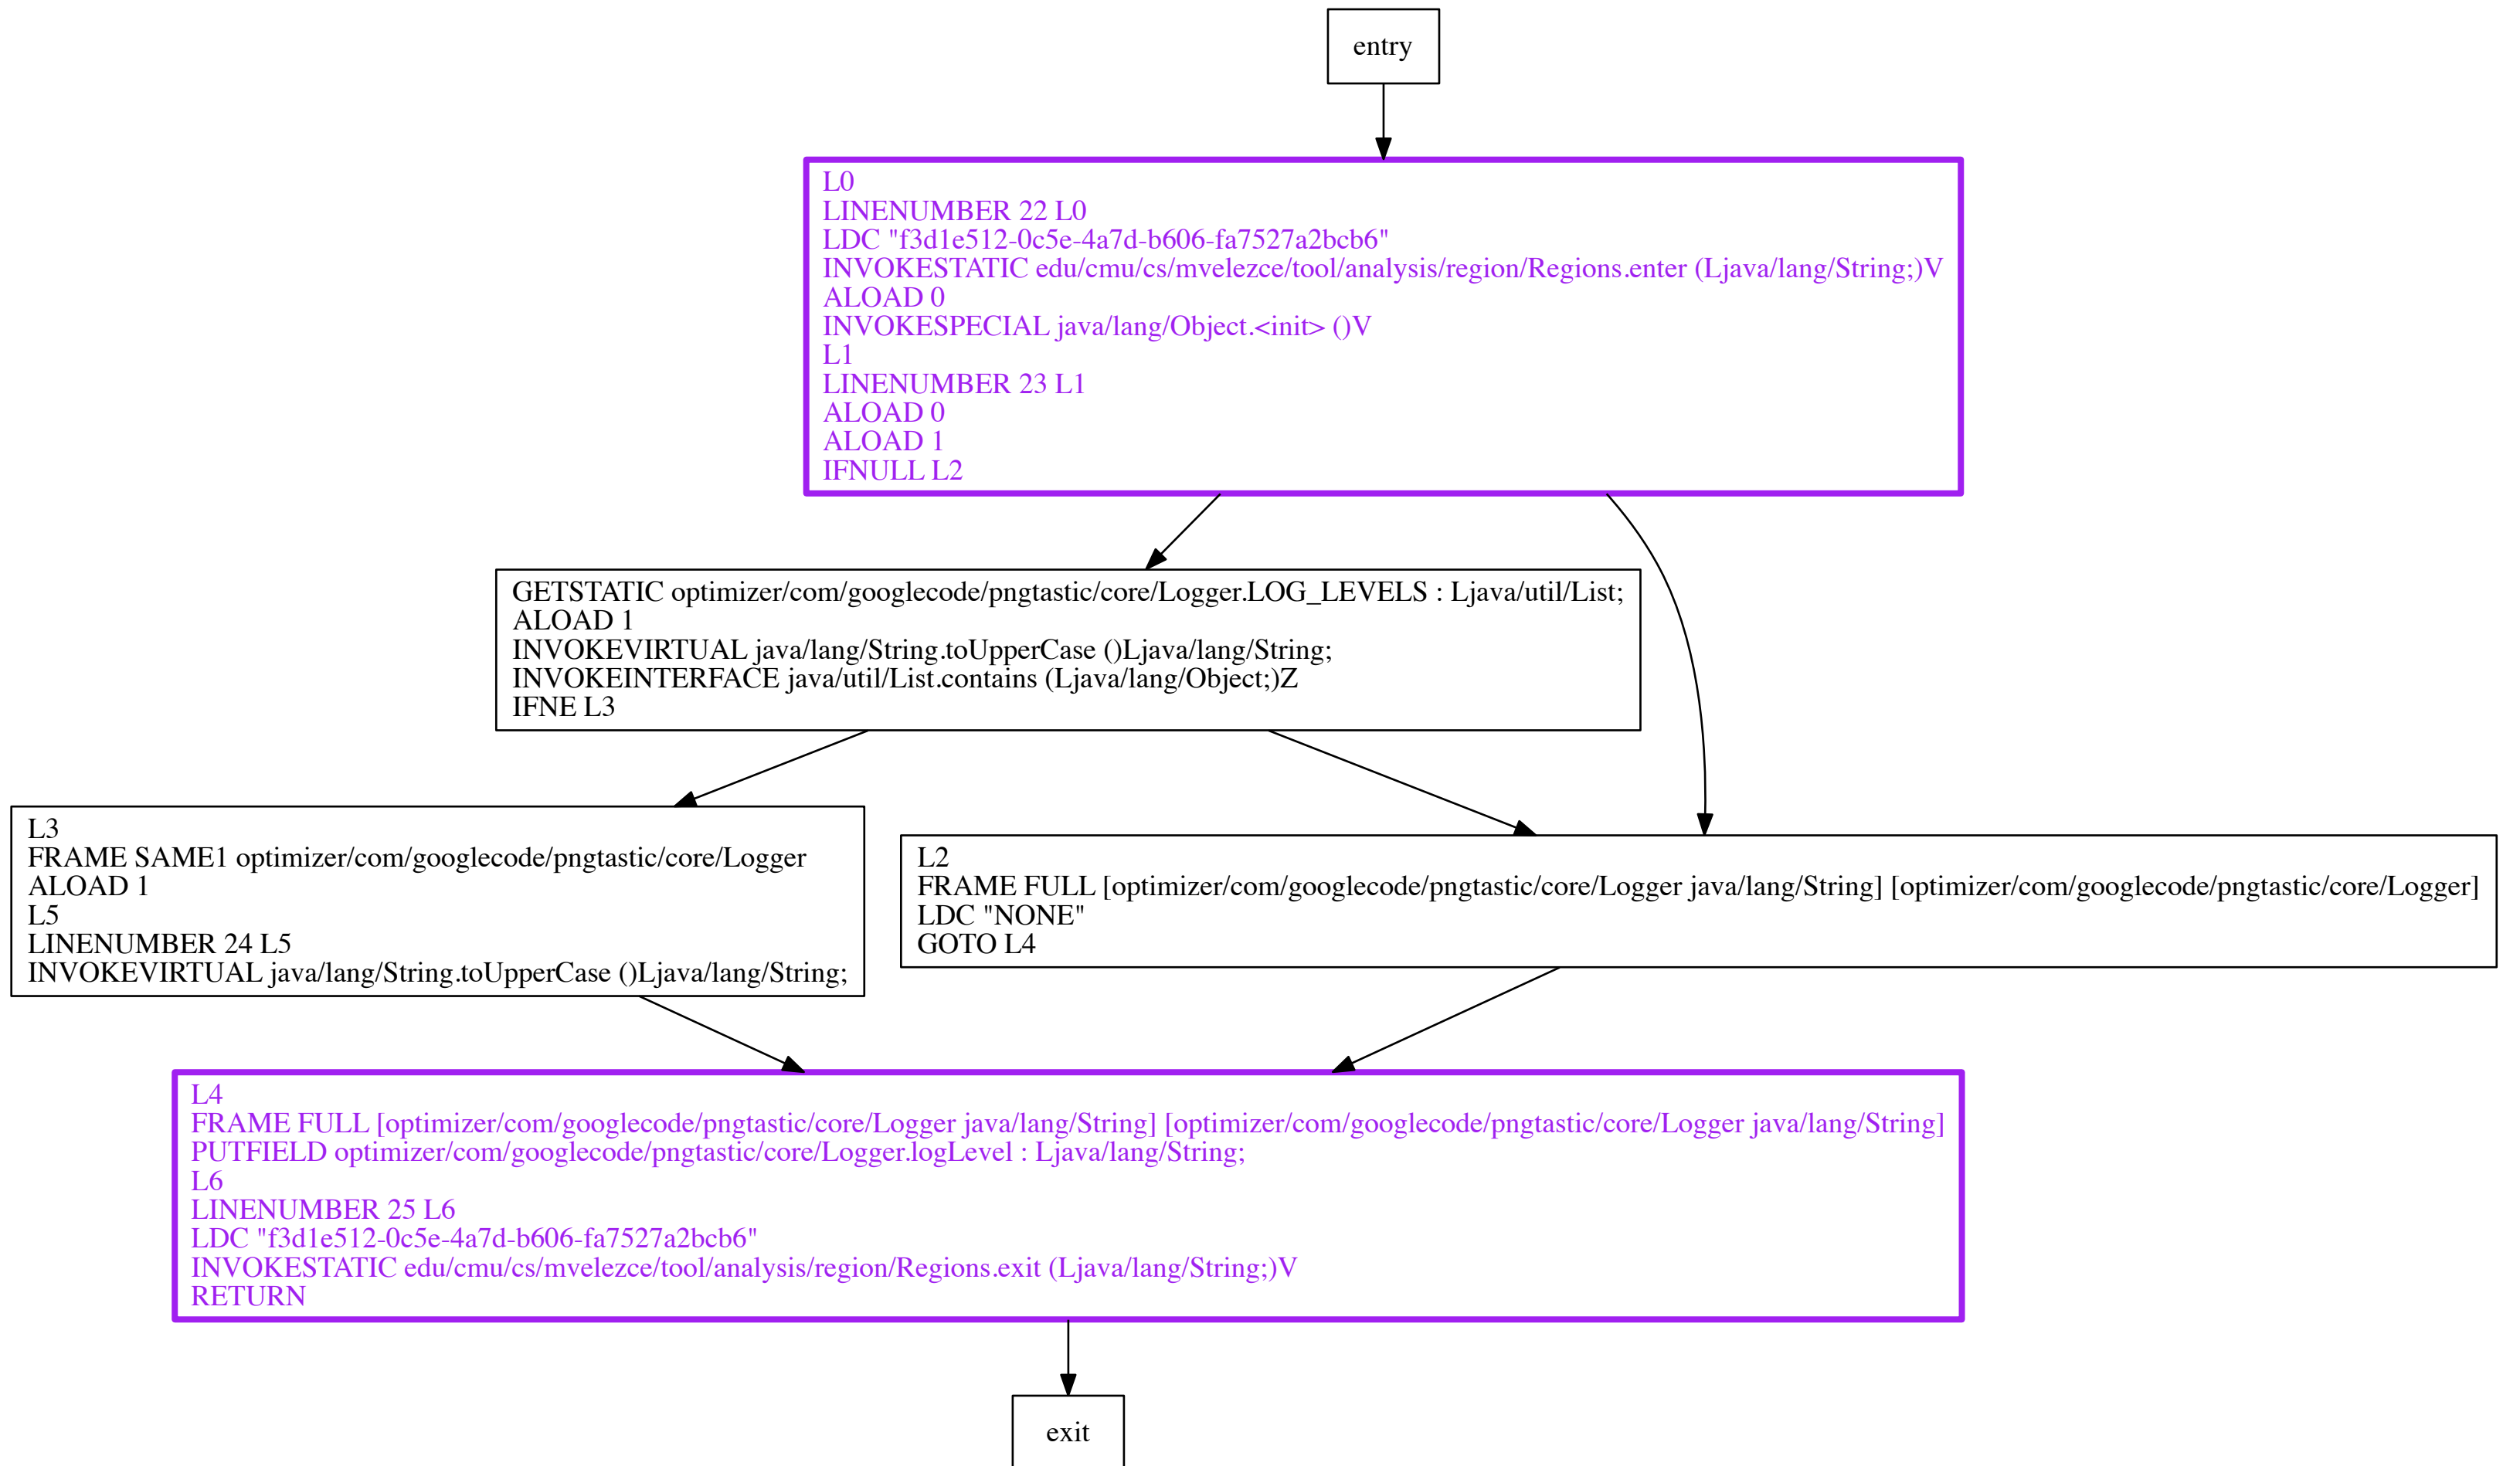 entry
L0
LINENUMBER 22 L0
LDC "f3d1e512-0c5e-4a7d-b606-fa7527a2bcb6"
INVOKESTATIC edu/cmu/cs/mvelezce/tool/analysis/region/Regions.enter (Ljava/lang/String;)V
ALOAD 0
INVOKESPECIAL java/lang/Object.<init> ()V
L1
LINENUMBER 23 L1
ALOAD 0
ALOAD 1
IFNULL L2
GETSTATIC optimizer/com/googlecode/pngtastic/core/Logger.LOG_LEVELS : Ljava/util/List;
ALOAD 1
INVOKEVIRTUAL java/lang/String.toUpperCase ()Ljava/lang/String;
INVOKEINTERFACE java/util/List.contains (Ljava/lang/Object;)Z
IFNE L3
L3
FRAME SAME1 optimizer/com/googlecode/pngtastic/core/Logger
ALOAD 1
L5
LINENUMBER 24 L5
INVOKEVIRTUAL java/lang/String.toUpperCase ()Ljava/lang/String;
L2
FRAME FULL [optimizer/com/googlecode/pngtastic/core/Logger java/lang/String] [optimizer/com/googlecode/pngtastic/core/Logger]
LDC "NONE"
GOTO L4
L4
FRAME FULL [optimizer/com/googlecode/pngtastic/core/Logger java/lang/String] [optimizer/com/googlecode/pngtastic/core/Logger java/lang/String]
PUTFIELD optimizer/com/googlecode/pngtastic/core/Logger.logLevel : Ljava/lang/String;
L6
LINENUMBER 25 L6
LDC "f3d1e512-0c5e-4a7d-b606-fa7527a2bcb6"
INVOKESTATIC edu/cmu/cs/mvelezce/tool/analysis/region/Regions.exit (Ljava/lang/String;)V
RETURN
exit